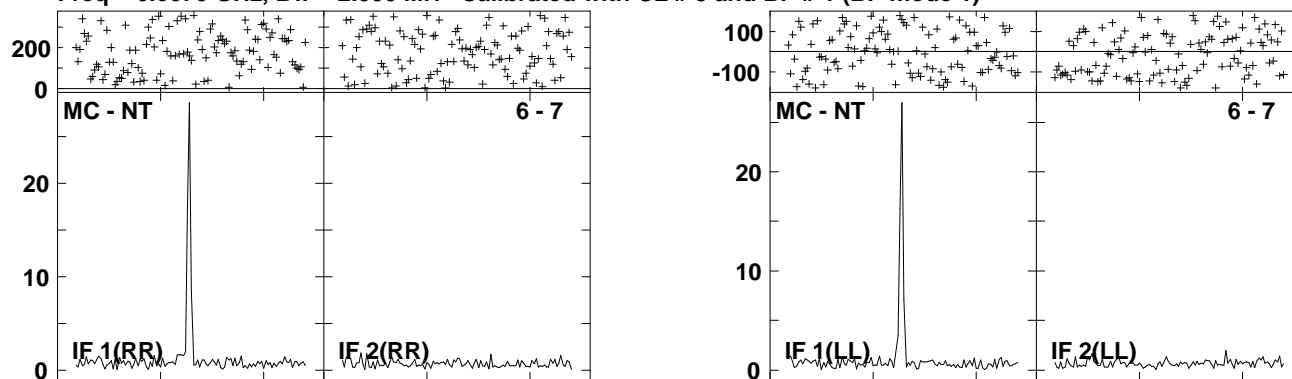 200
0
MC - NT
6 - 7
20
10
0
IF 1(RR)
IF 2(RR)
100
-100
MC - NT
6 - 7
20
10
0
IF 1(LL)
IF 2(LL)